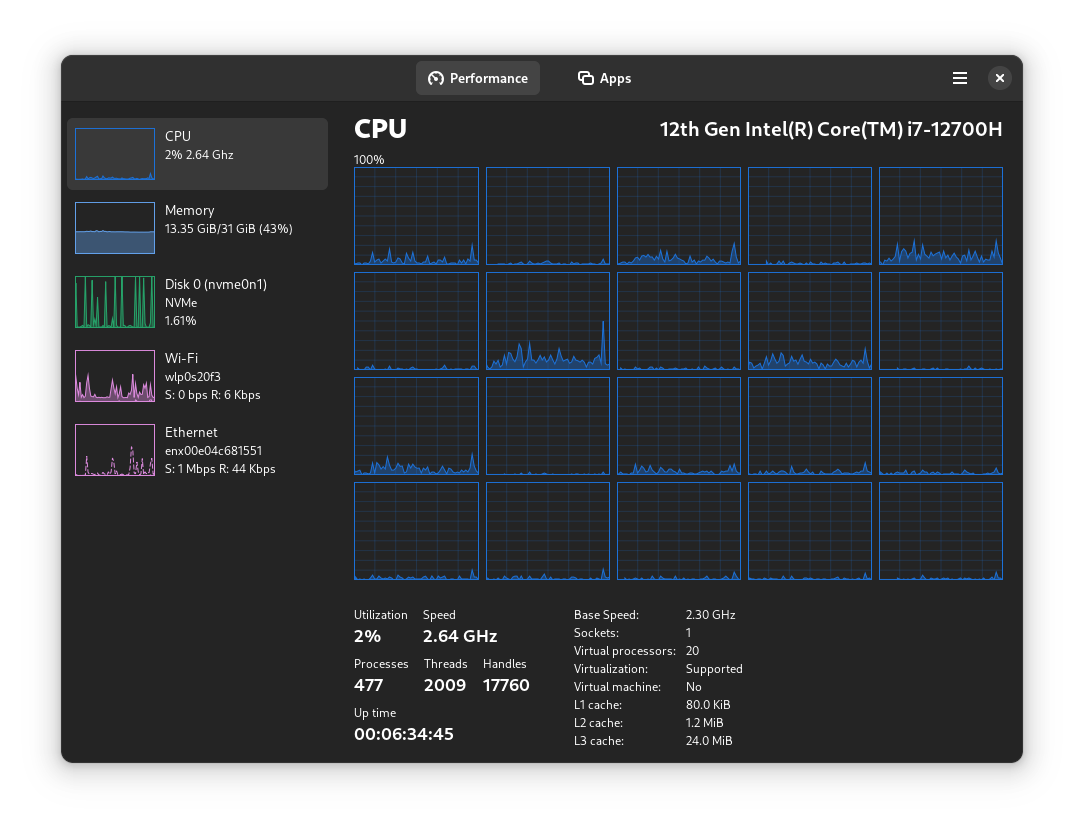 Performance
Apps
CPU
2% 2.64 Ghz
Memory
13.35 GiB/31 GiB (43%)
Disk 0 (nvme0n1)
NVMe
1.61%
Wi-Fi
wlp0s20f3
S: 0 bps R: 6 Kbps
Ethernet
enx00e04c681551
S: 1 Mbps R: 44 Kbps
CPU
12th Gen Intel(R) Core(TM) i7-12700H
100%
Utilization Speed
2% 2.64 GHz
Processes Threads Handles
477 2009 17760
Up time
00:06:34:45
Base Speed: 2.30 GHz
Sockets: 1
Virtual processors: 20
Virtualization: Supported
Virtual machine: No
L1 cache: 80.0 KiB
L2 cache: 1.2 MiB
L3 cache: 24.0 MiB